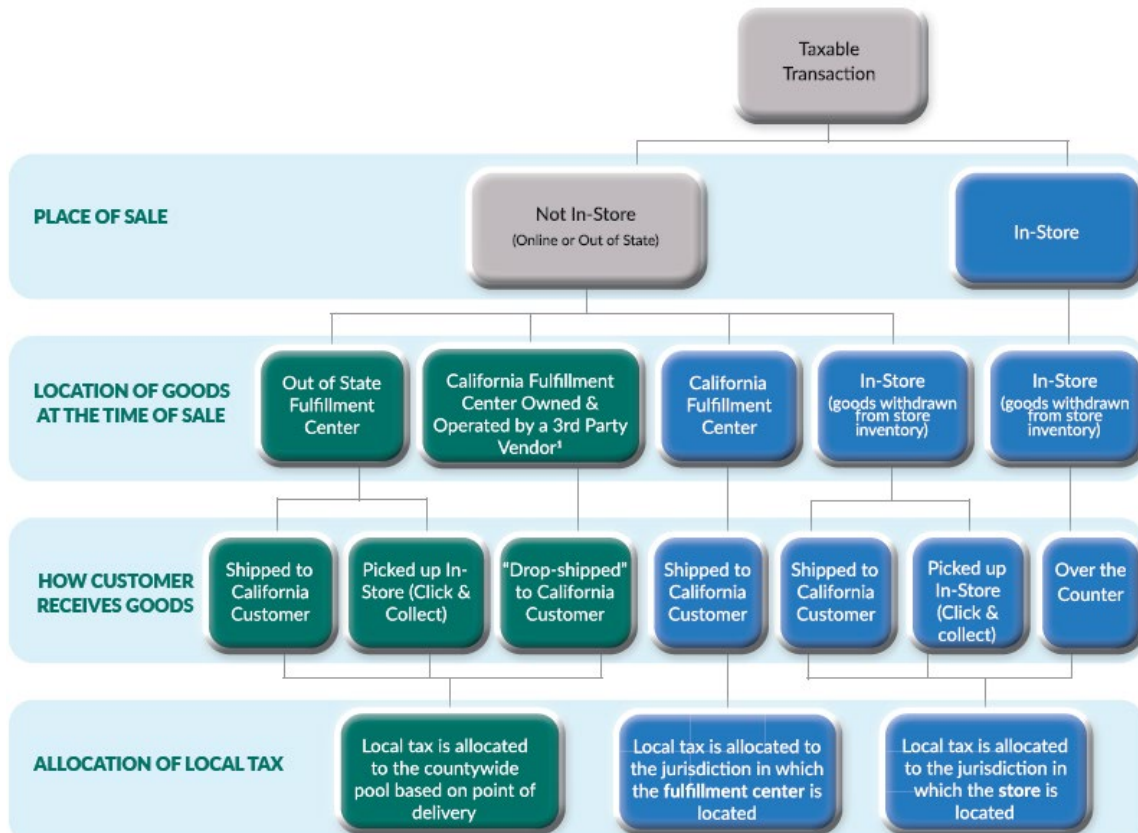 Taxable
Transaction
PLACE OF SALE
Not In-Store
(Online or Out of State)
In-Store
LOCATION OF GOODS
AT THE TIME OF SALE
Out of State
Fulfillment
Center
California Fulfillment
Center Owned &
Operated by a 3rd Party
Vendor¹
California
Fulfillment
Center
In-Store
(goods withdrawn
from store
inventory)
In-Store
(goods withdrawn
from store
inventory)
HOW CUSTOMER
RECEIVES GOODS
Shipped to
California
Customer
Picked up In-
Store (Click &
Collect)
"Drop-shipped"
to California
Customer
Shipped to
California
Customer
Shipped to
California
Customer
Picked up
In-Store
(Click &
collect)
Over the
Counter
ALLOCATION OF LOCAL TAX
Local tax is allocated
to the countywide
pool based on point of
delivery
Local tax is allocated to
the jurisdiction in which
the fulfillment center is
located
Local tax is allocated
to the jurisdiction in
which the store is
located